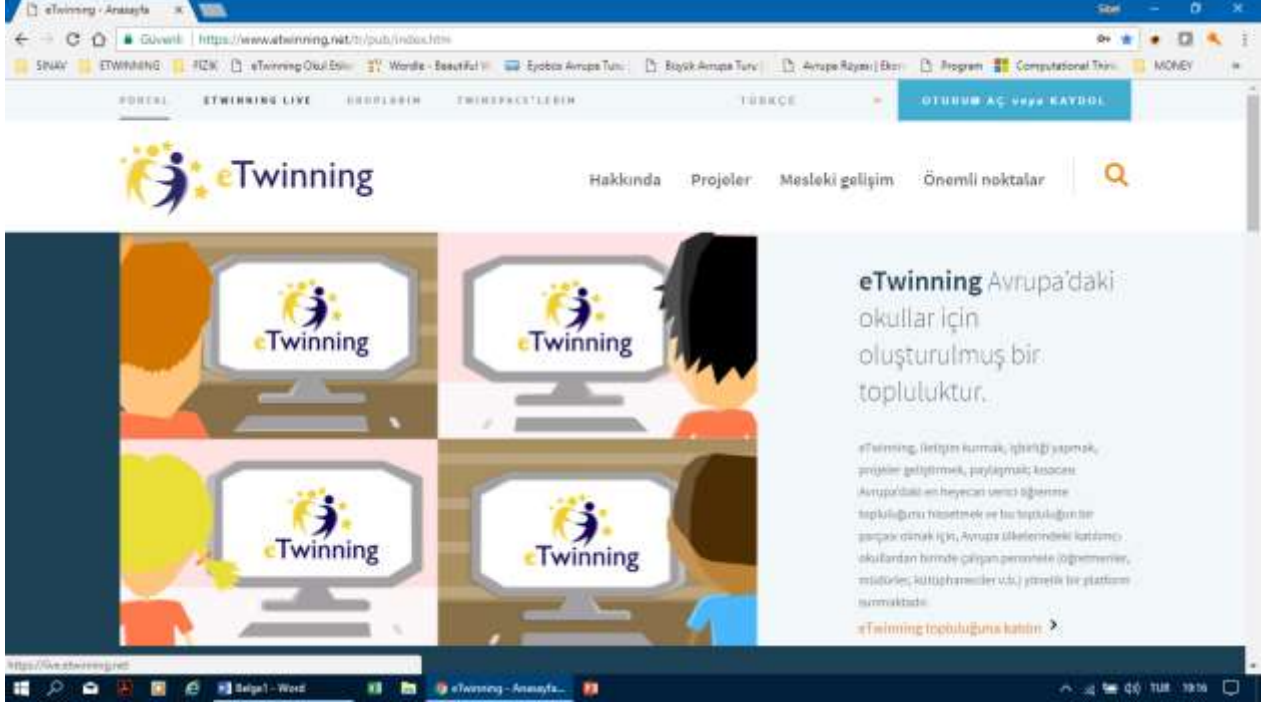 eTwinning - Anasayfa
Sibel
Güvenli https://www.etwinning.net/tr/pub/index.htm
SINAV ETWINNING FIZIK eTwinning Okul Wordle - Beautiful Eyobos Avrupa Turu Büyük Avrupa Turu Avrupa Rüyası | Program Computational Thin MONEY
PORTAL ETWINNING LIVE GRUPLARIM TWINSPACE'LERIM TÜRKÇE OTURUM AÇ veya KAYDOL
eTwinning
Hakkında Projeler Mesleki gelişim Önemli noktalar
eTwinning
eTwinning
eTwinning
eTwinning
eTwinning Avrupa'daki
okullar için
oluşturulmuş bir
topluluktur.
eTwinning, iletişim kurmak, işbirliği yapmak,
projeler geliştirmek, paylaşmak; kısacası
Avrupa'daki en heyecan verici öğrenme
topluluğunu hissetmek ve bu topluluğun bir
parçası olmak için, Avrupa ülkelerindeki katılımcı
okullardan birinde çalışan personele (öğretmenler,
müdürler, kütüphaneciler v.b.) yönelik bir platform
sunmaktadır.
eTwinning topluluğuna katılın
https://live.etwinning.net
Belge1 - Word
eTwinning - Anasayfa...
TUR 19:16